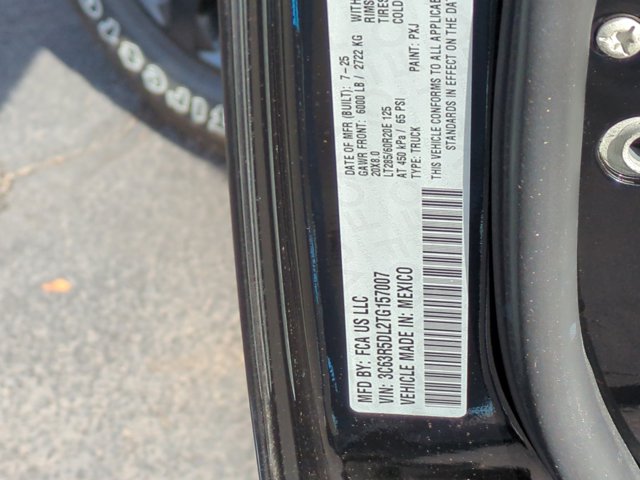 MFD BY: FCA US LLC
VIN: 3C63R5DL2TG157007
VEHICLE MADE IN: MEXICO
DATE OF MFR (BUILT): 7-25
GAWR FRONT: 6000 LB / 2722 KG
20X8.0
LT285/60R20E 125
AT 450 kPa / 65 PSI
TYPE: TRUCK
PAINT: PXJ
THIS VEHICLE CONFORMS TO ALL APPLICABLE
STANDARDS IN EFFECT ON THE DA
WITH
RIMS
TIRES
COLD